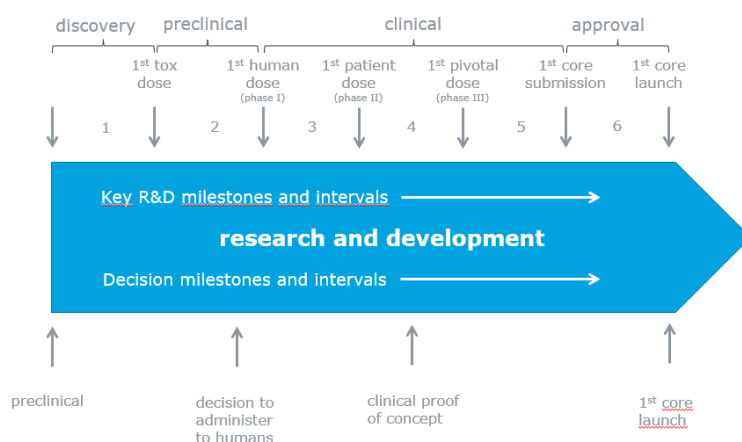 discovery preclinical clinical approval
1st tox dose
1st human dose (phase I)
1st patient dose (phase II)
1st pivotal dose (phase III)
1st core submission
1st core launch
1 2 3 4 5 6
Key R&D milestones and intervals
research and development
Decision milestones and intervals
preclinical
decision to administer to humans
clinical proof of concept
1st core launch